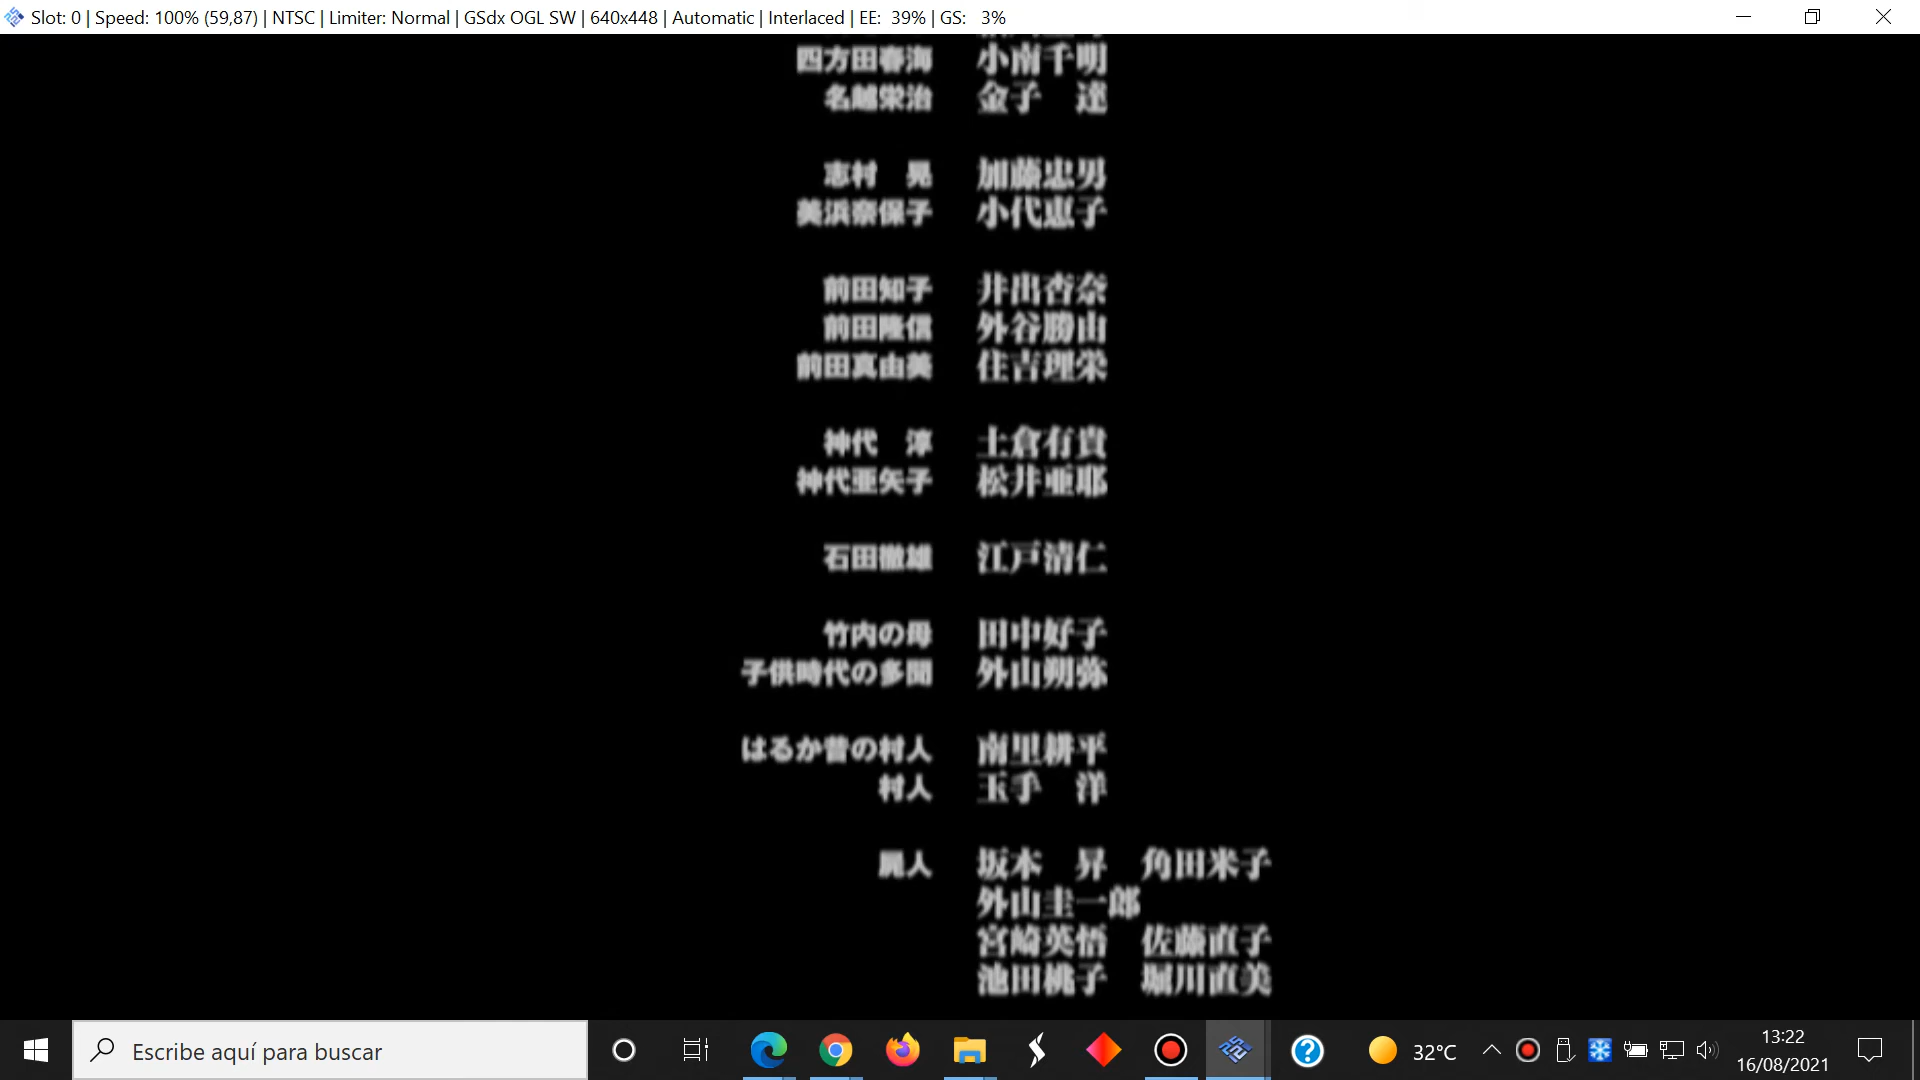 Slot: 0 | Speed: 100% (59,87) | NTSC | Limiter: Normal | GSdx OGL SW | 640x448 | Automatic | Interlaced | EE: 39% | GS: 3%
四方田春海 小南千明
名越栄治 金子 達
志村 晃 加藤忠男
美浜奈保子 小代恵子
前田知子 井出杏奈
前田隆信 外谷勝由
前田真由美 住吉理栄
神代 淳 土倉有貴
神代亜矢子 松井亜耶
石田徹雄 江戸清仁
竹内の母 田中好子
子供時代の多聞 外山朔弥
はるか昔の村人 南里耕平
村人 玉手 洋
屍人 坂本 昇 角田米子
外山圭一郎
宮崎英悟 佐藤直子
池田桃子 堀川直美
Escribe aquí para buscar
32°C
13:22
16/08/2021